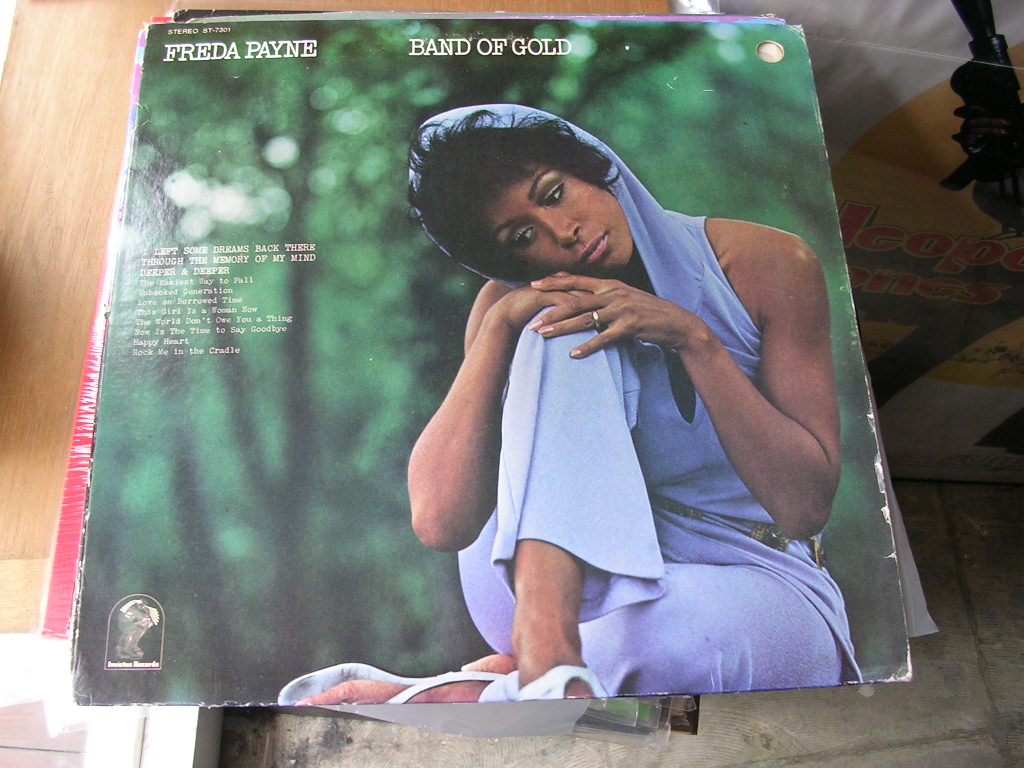 STEREO ST-7301
FREDA PAYNE
BAND OF GOLD
I LEFT SOME DREAMS BACK THERE
THROUGH THE MEMORY OF MY MIND
DEEPER & DEEPER
The Easiest Way to Fall
Unhooked Generation
Love on Borrowed Time
This Girl Is a Woman Now
The World Don't Owe You a Thing
Now Is The Time to Say Goodbye
Happy Heart
Rock Me in the Cradle
Invictus Records